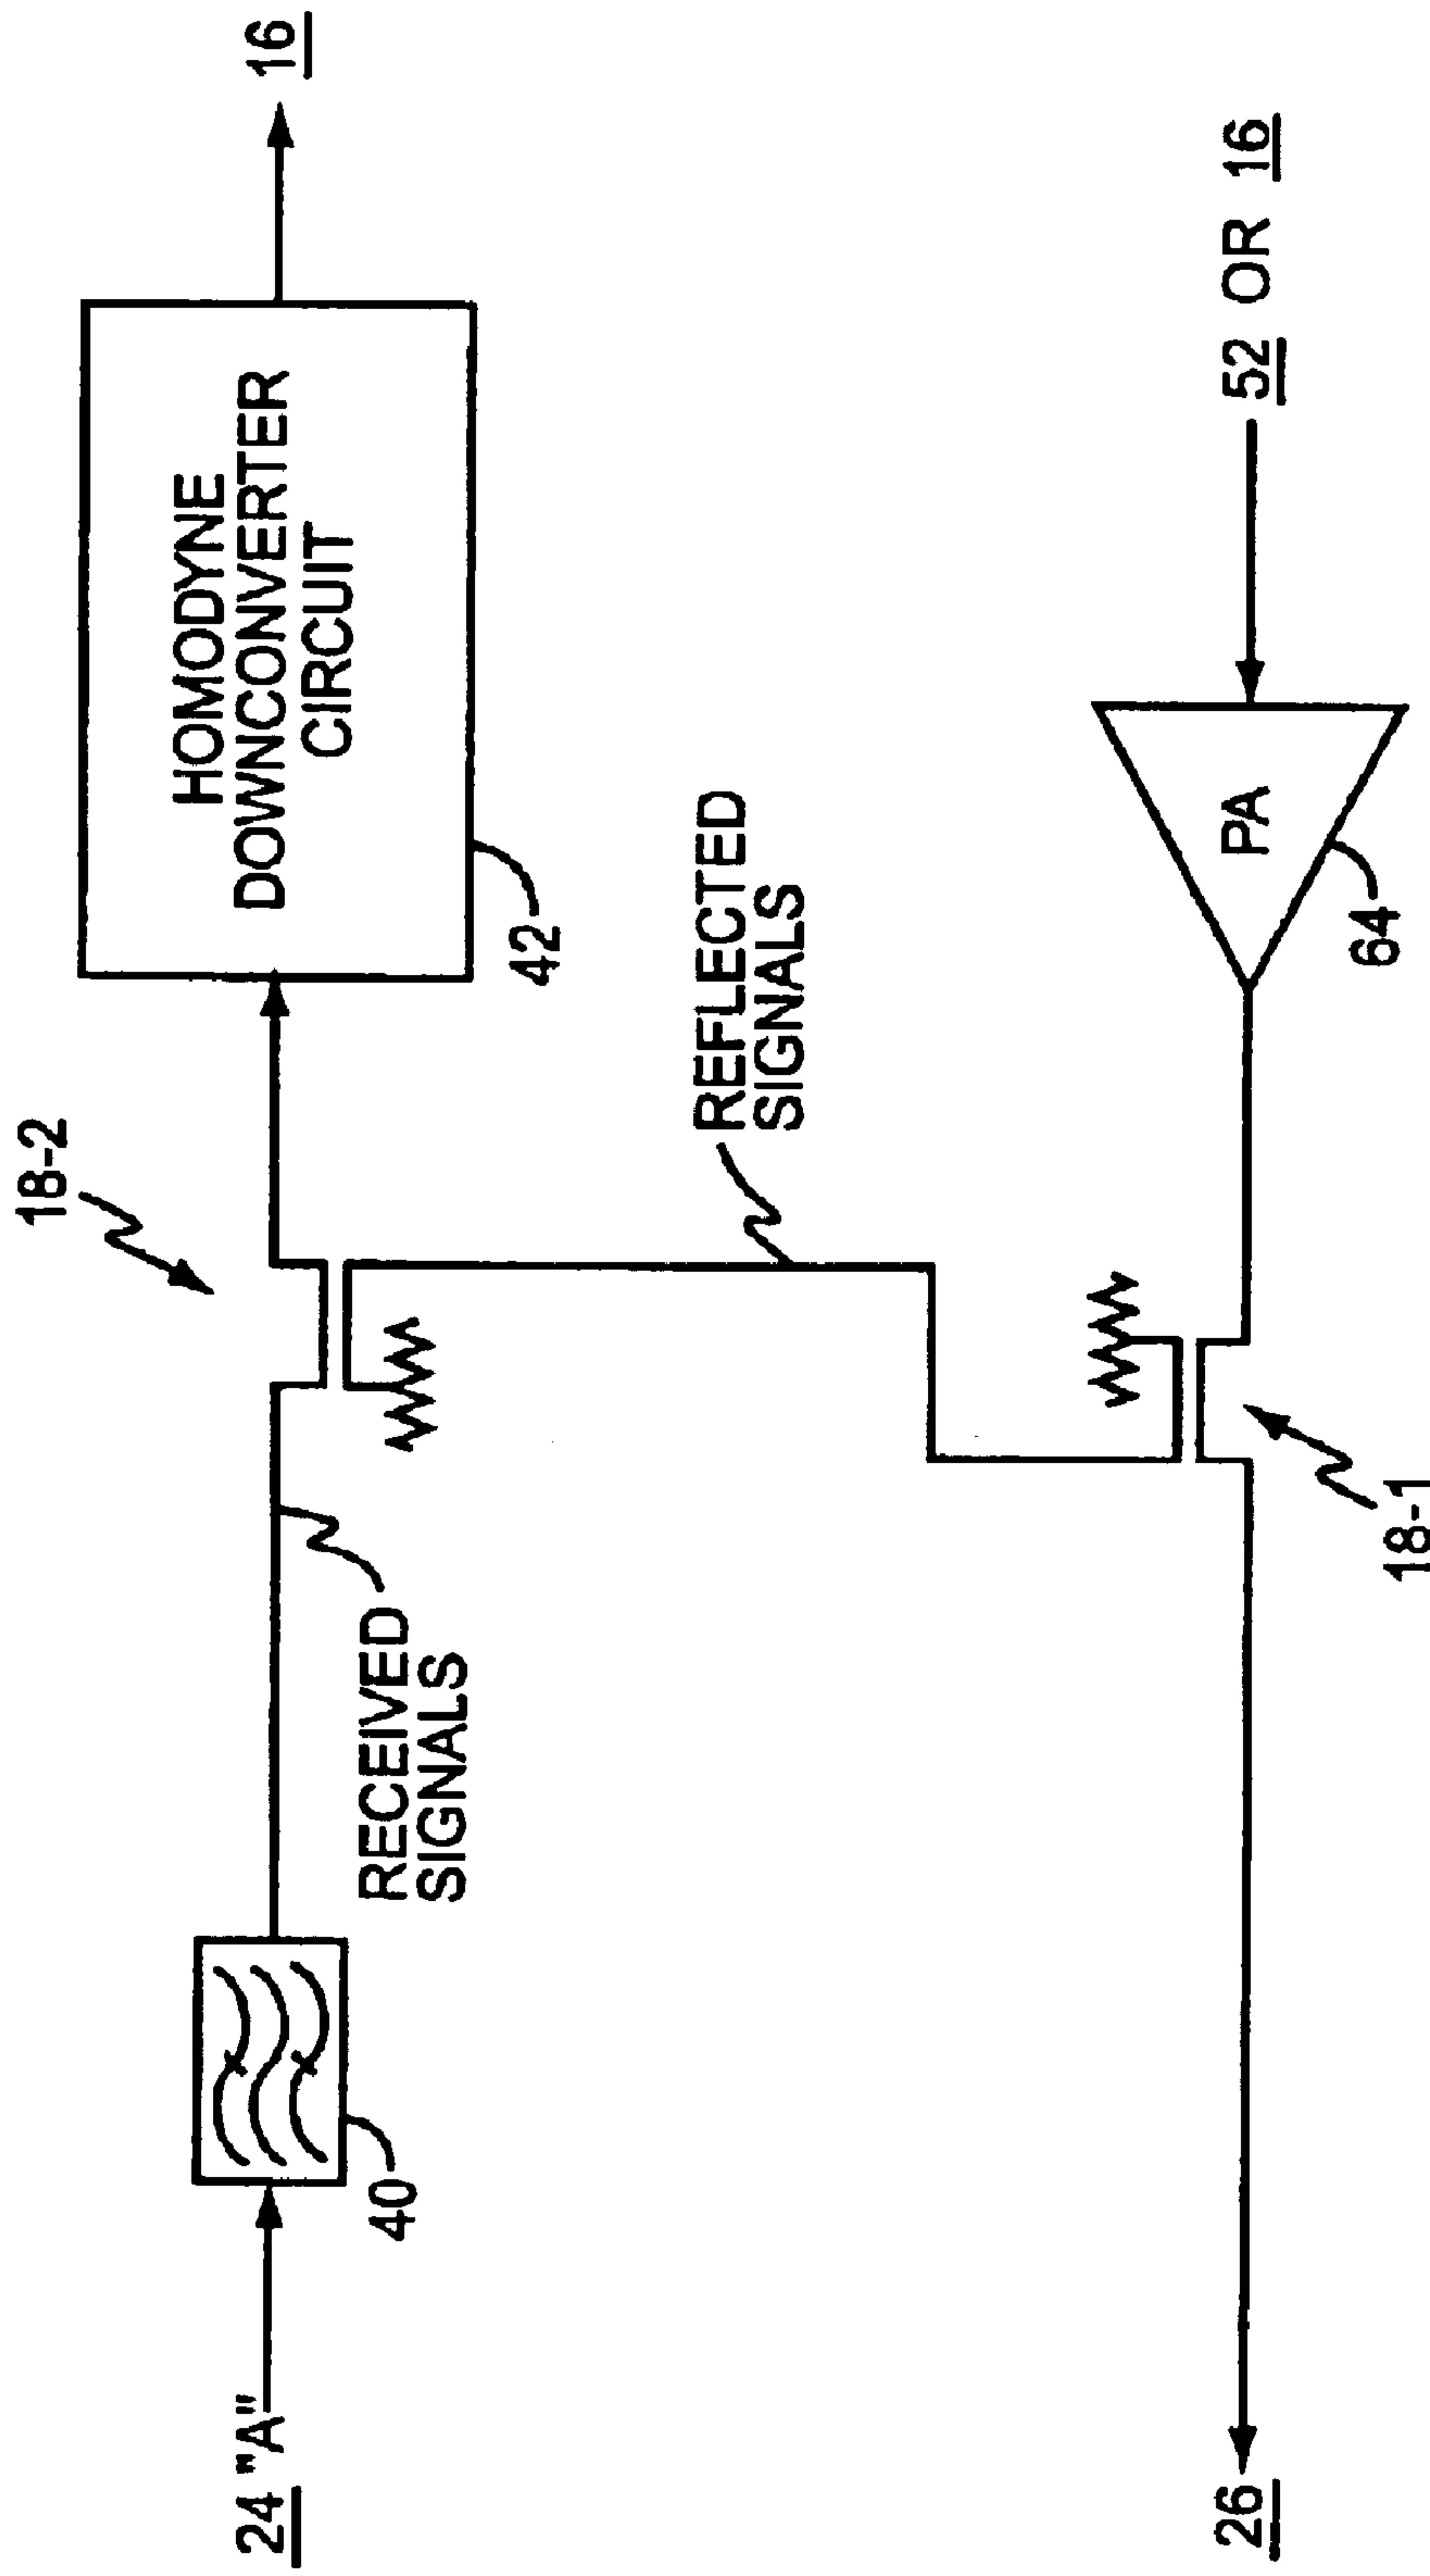 18-2
16
HOMODYNE
DOWNCONVERTER
CIRCUIT
42
24 "A"
40
RECEIVED
SIGNALS
REFLECTED
SIGNALS
52 OR 16
PA
64
26
18-1